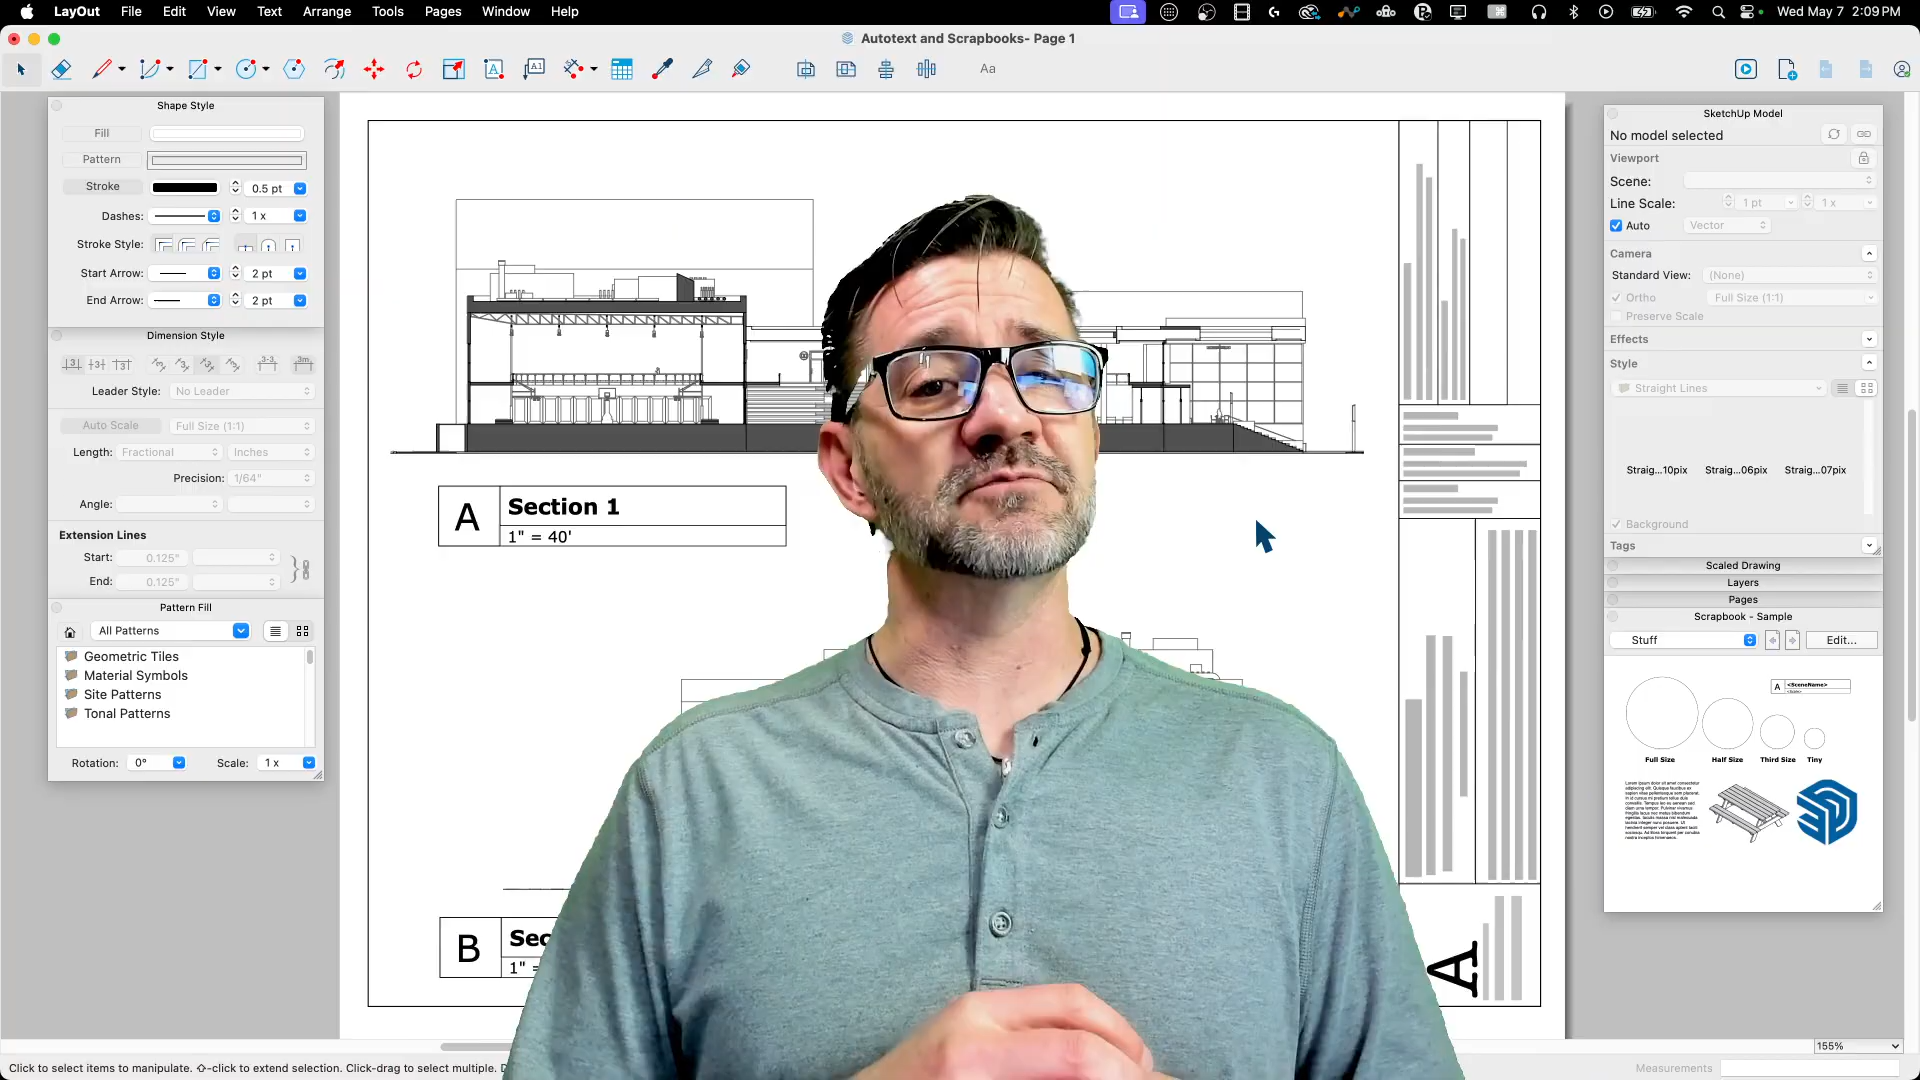 LayOut File Edit View Text Arrange Tools Pages Window Help
Wed May 7 2:09 PM
Autotext and Scrapbooks- Page 1
Aa
Shape Style
Fill
Pattern
Stroke 0.5 pt
Dashes: 1 x
Stroke Style:
Start Arrow: 2 pt
End Arrow: 2 pt
Dimension Style
Leader Style: No Leader
Auto Scale Full Size (1:1)
Length: Fractional Inches
Precision: 1/64"
Angle:
Extension Lines
Start: 0.125"
End: 0.125"
Pattern Fill
All Patterns
Geometric Tiles
Material Symbols
Site Patterns
Tonal Patterns
Rotation: 0° Scale: 1 x
A Section 1
1" = 40'
B Sec
1" =
A
SketchUp Model
No model selected
Viewport
Scene:
Line Scale: 1 pt 1 x
Auto Vector
Camera
Standard View: (None)
Ortho Full Size (1:1)
Preserve Scale
Effects
Style
Straight Lines
Straig...10pix Straig...06pix Straig...07pix
Background
Tags
Scaled Drawing
Layers
Pages
Scrapbook - Sample
Stuff Edit...
A <SceneName>
Full Size Half Size Third Size Tiny
155%
Click to select items to manipulate. ⇧-click to extend selection. Click-drag to select multiple. D
Measurements